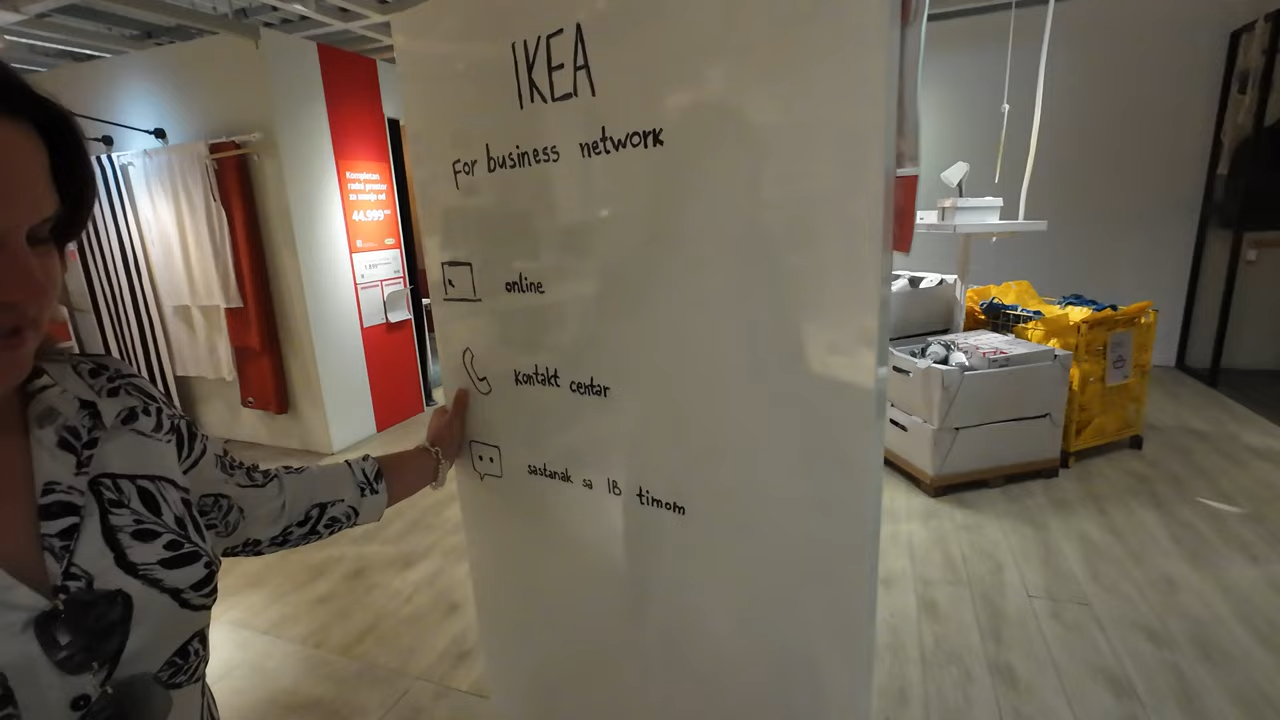 IKEA
For business network
online
kontakt centar
sastanak sa IB timom
Kompletan
radni prostor
za manje od
44.999